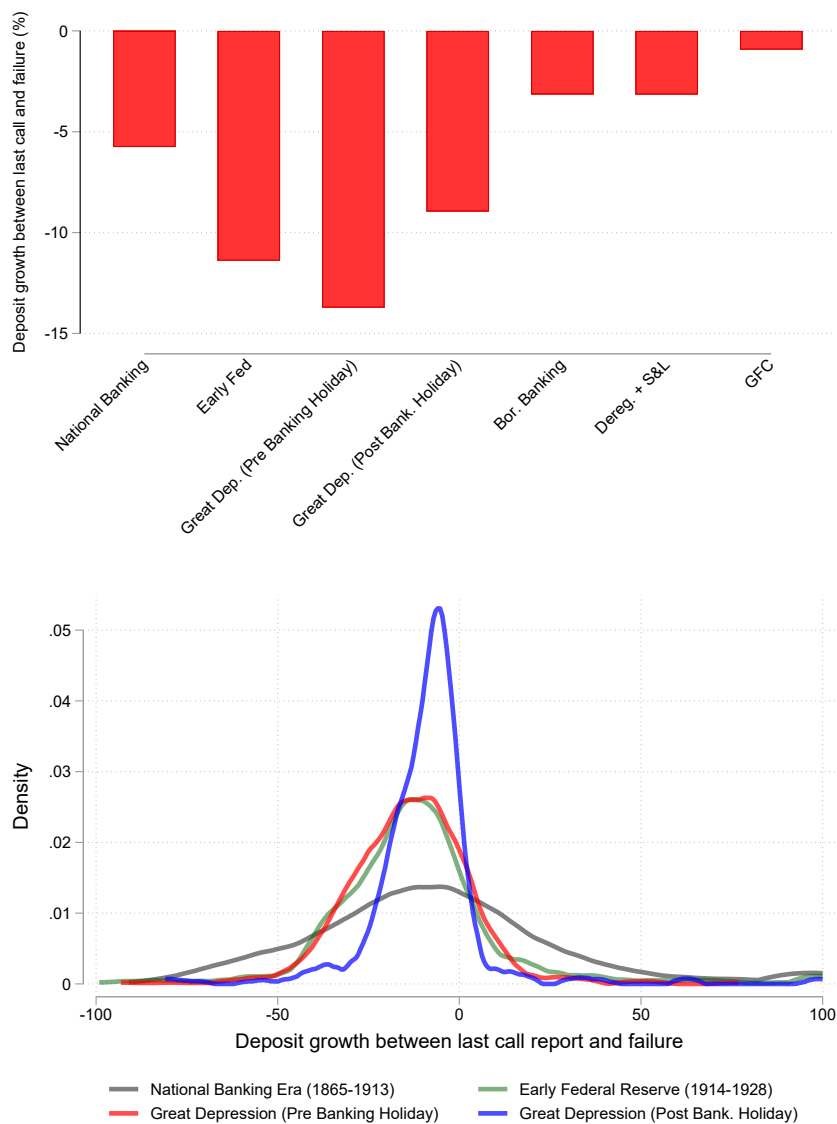 Deposit growth between last call and failure (%)
0
-5
-10
-15
National Banking
Early Fed
Great Dep. (Pre Banking Holiday)
Great Dep. (Post Bank. Holiday)
Bor. Banking
Dereg. + S&L
GFC
Density
.05
.04
.03
.02
.01
0
-100
-50
0
50
100
Deposit growth between last call report and failure
National Banking Era (1865-1913)
Early Federal Reserve (1914-1928)
Great Depression (Pre Banking Holiday)
Great Depression (Post Bank. Holiday)